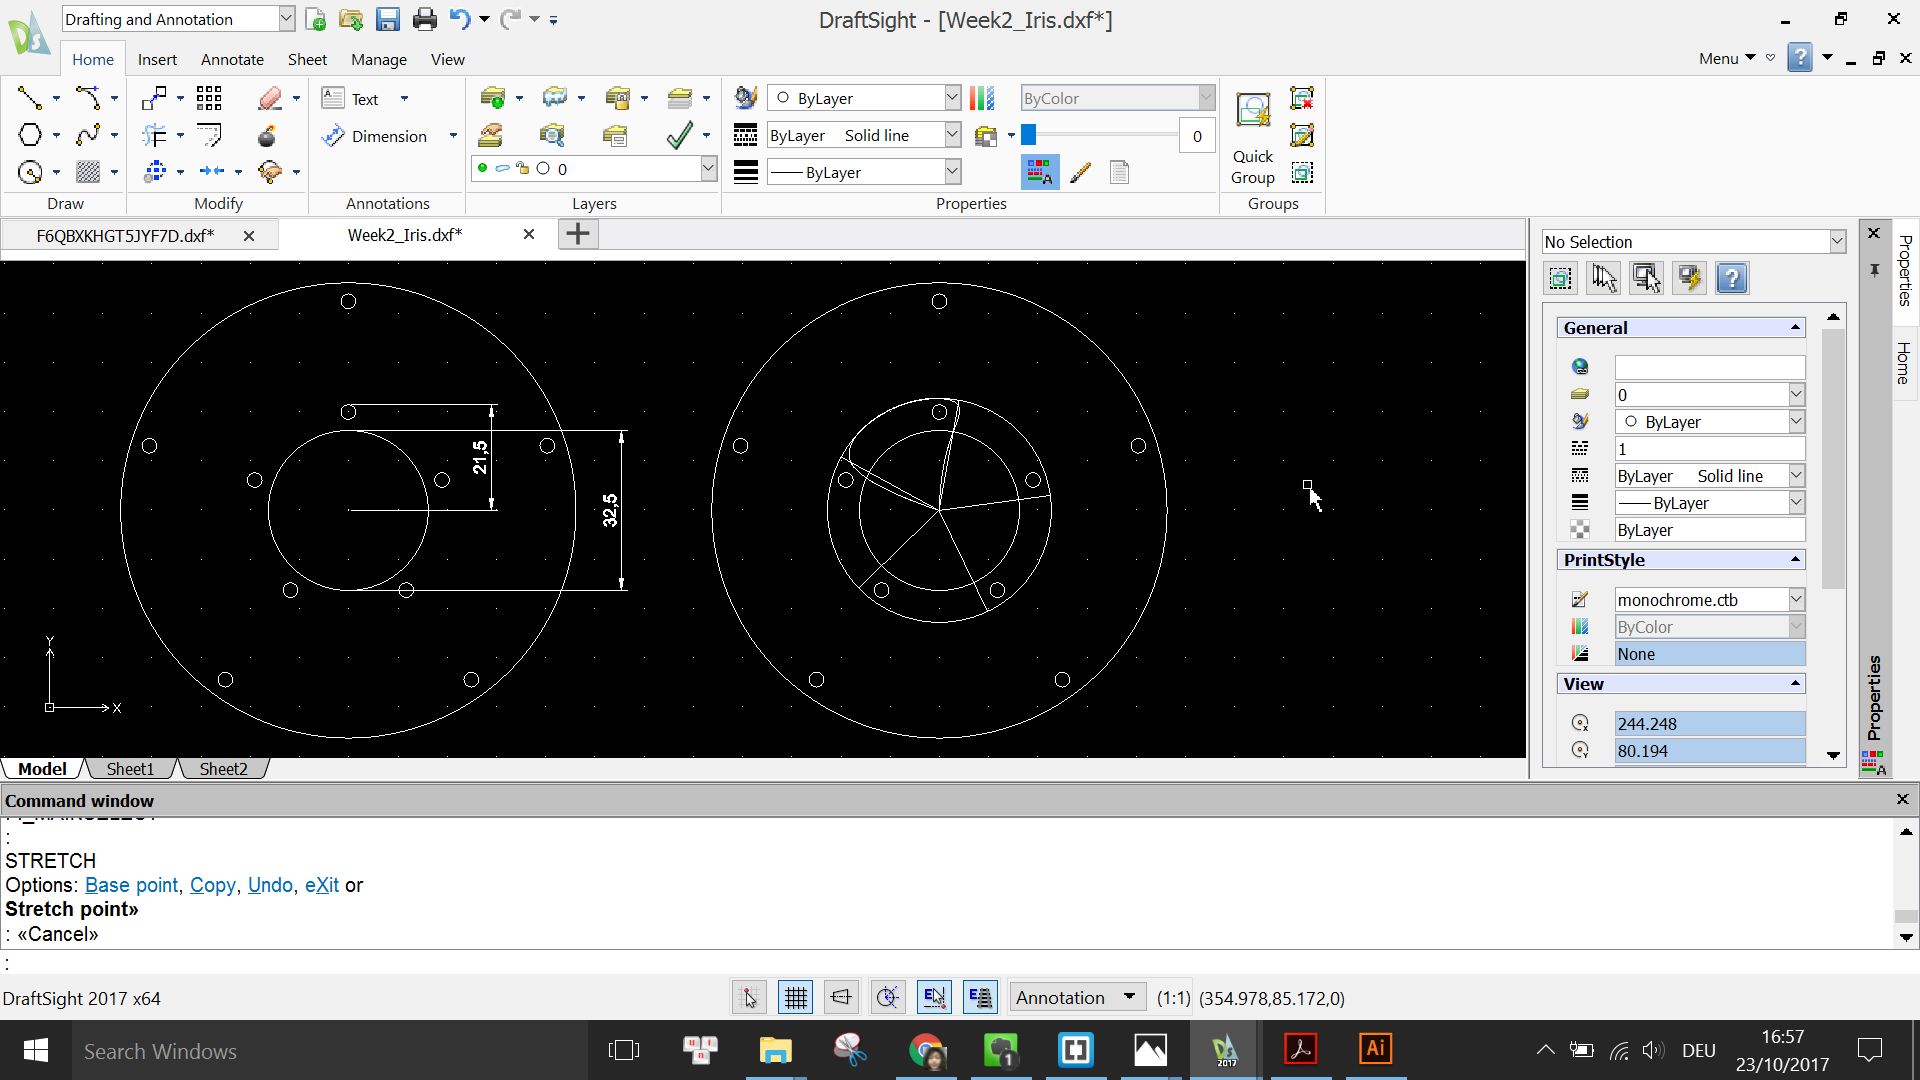 Drafting and Annotation
DraftSight - [Week2_Iris.dxf*]
Home Insert Annotate Sheet Manage View
Menu
Text
Dimension
0
ByLayer
ByLayer Solid line
ByLayer
ByColor
0
Quick
Group
Draw Modify Annotations Layers Properties Groups
F6QBXKHGT5JYF7D.dxf*
Week2_Iris.dxf*
21,5
32,5
Y
X
No Selection
General
0
ByLayer
1
ByLayer Solid line
ByLayer
ByLayer
PrintStyle
monochrome.ctb
ByColor
None
View
244.248
80.194
Properties
Home
Properties
Model Sheet1 Sheet2
Command window
:
STRETCH
Options: Base point, Copy, Undo, eXit or
Stretch point»
: «Cancel»
:
DraftSight 2017 x64
Annotation
(1:1) (354.978,85.172,0)
Search Windows
u i n
1
2017
Ai
DEU
16:57
23/10/2017